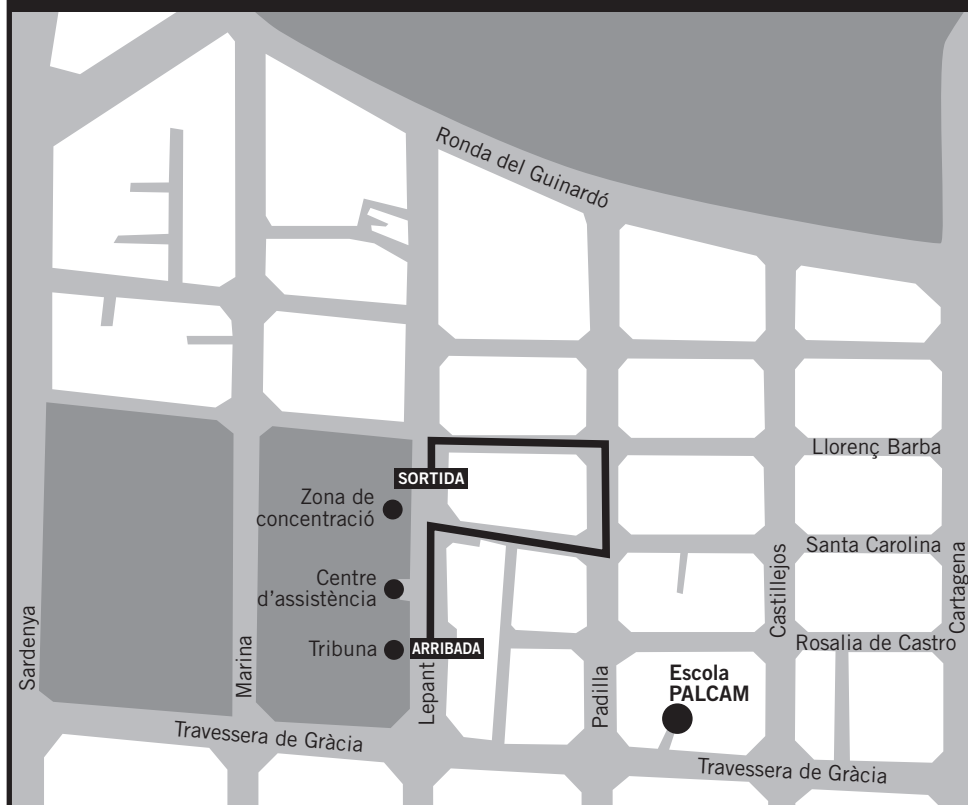 Ronda del Guinardó
Llorenç Barba
SORTIDA
Zona de
concentració
Santa Carolina
Centre
d'assistència
Castillejos
Cartagena
Sardenya
Marina
Tribuna
ARRIBADA
Rosalia de Castro
Lepant
Padilla
Escola
PALCAM
Travessera de Gràcia
Travessera de Gràcia